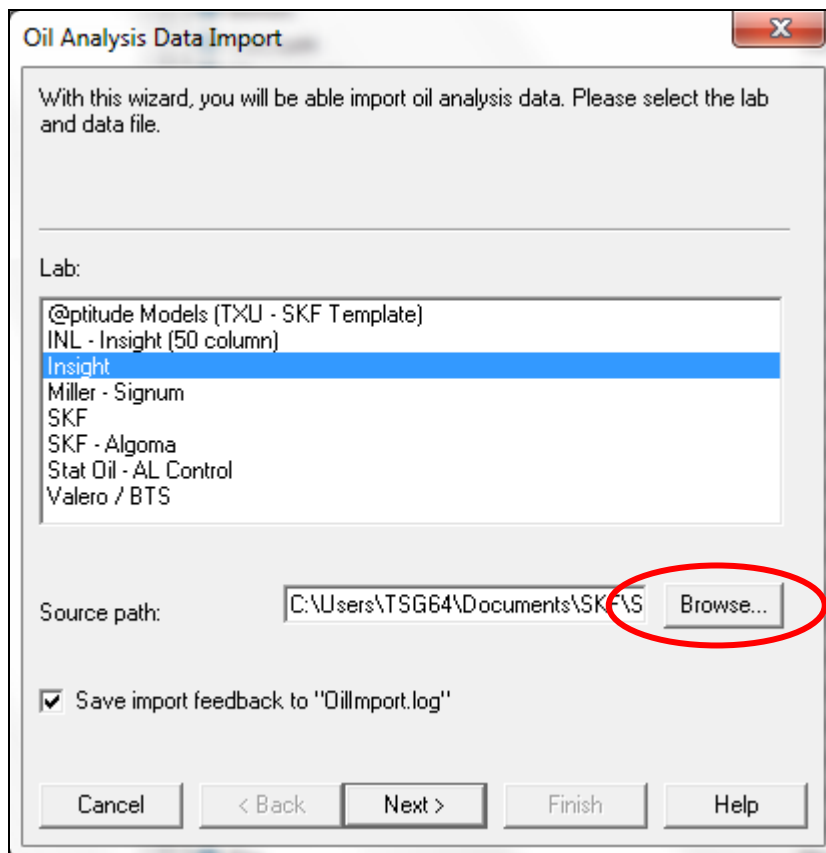 Oil Analysis Data Import
With this wizard, you will be able import oil analysis data. Please select the lab
and data file.
Lab:
@ptitude Models (TXU - SKF Template)
INL - Insight (50 column)
Insight
Miller - Signum
SKF
SKF - Algoma
Stat Oil - AL Control
Valero / BTS
Source path: C:\Users\TSG64\Documents\SKF\S Browse...
Save import feedback to "OilImport.log"
Cancel < Back Next > Finish Help